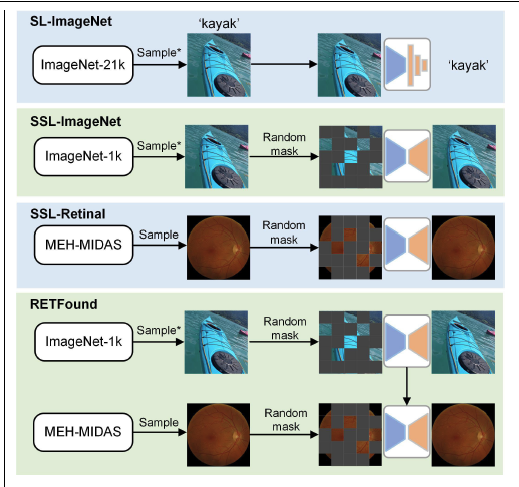 SL-ImageNet
'kayak'
ImageNet-21k
Sample*
'kayak'
SSL-ImageNet
ImageNet-1k
Sample*
Random
mask
SSL-Retinal
MEH-MIDAS
Sample
Random
mask
RETFound
ImageNet-1k
Sample*
Random
mask
MEH-MIDAS
Sample
Random
mask